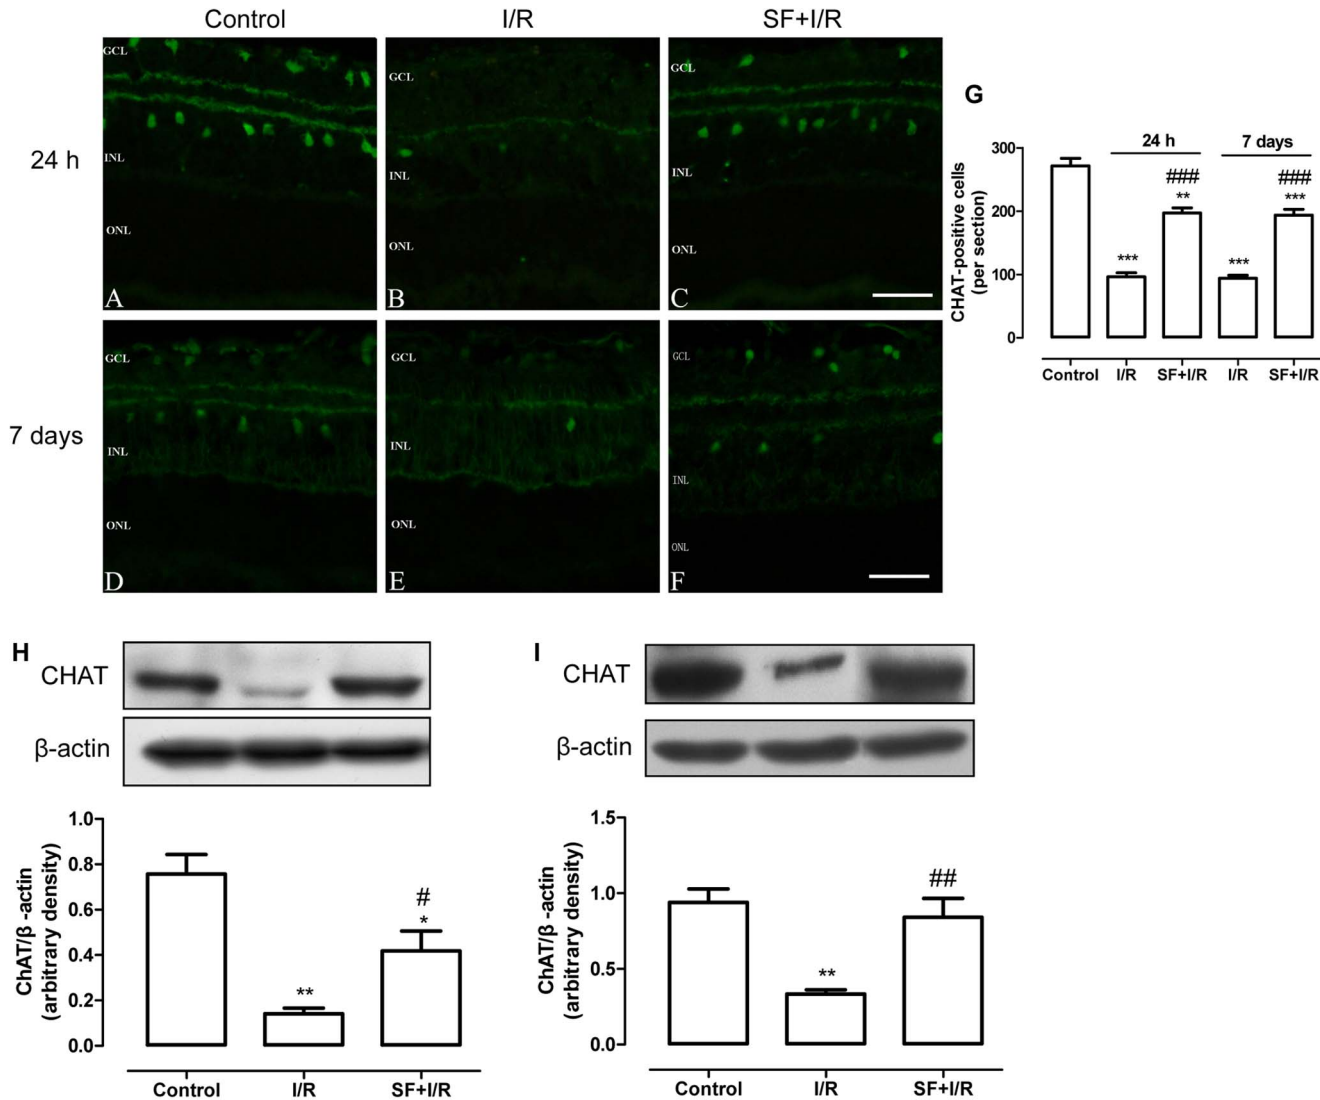 Control I/R SF+I/R
24 h
GCL
INL
ONL
A
GCL
INL
ONL
B
GCL
INL
ONL
C
7 days
GCL
INL
ONL
D
GCL
INL
ONL
E
GCL
INL
ONL
F
G
CHAT-positive cells
(per section)
300
200
100
0
24 h 7 days
*** ### ** *** ### ***
Control I/R SF+I/R I/R SF+I/R
H
CHAT
β-actin
ChAT/β -actin
(arbitrary density)
1.0
0.8
0.6
0.4
0.2
0.0
** # *
Control I/R SF+I/R
I
CHAT
β-actin
ChAT/β -actin
(arbitrary density)
1.5
1.0
0.5
0.0
** ##
Control I/R SF+I/R